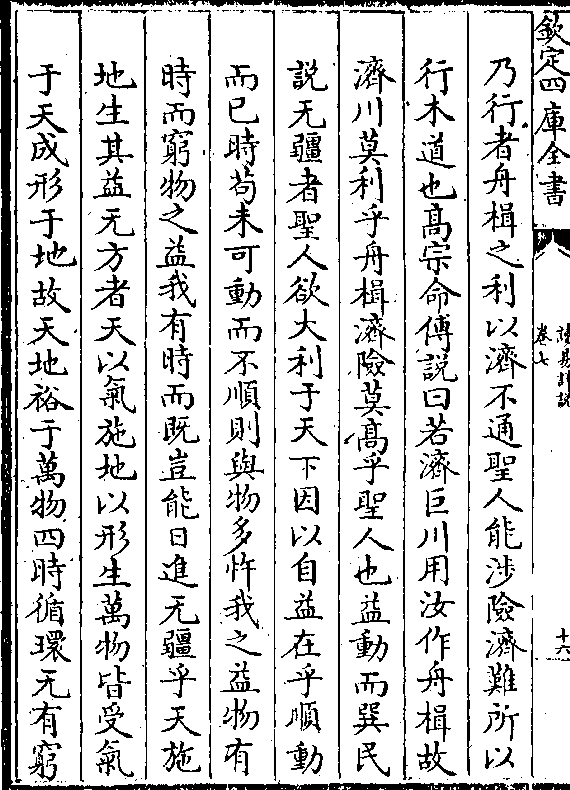 欽定四庫全書
讀易詳說
卷七
十六
乃行者舟楫之利以濟不通聖人能涉險濟難所以
行木道也髙宗命傅說曰若濟巨川用汝作舟楫故
濟川莫利乎舟楫濟險莫髙乎聖人也益動而巽民
說无疆者聖人欲大利于天下因以自益在乎順動
而已時苟未可動而不順則與物多忤我之益物有
時而窮物之益我有時而既豈能日進无疆乎天施
地生其益无方者天以氣施地以形生萬物皆受氣
于天成形于地故天地裕于萬物四時循環无有窮